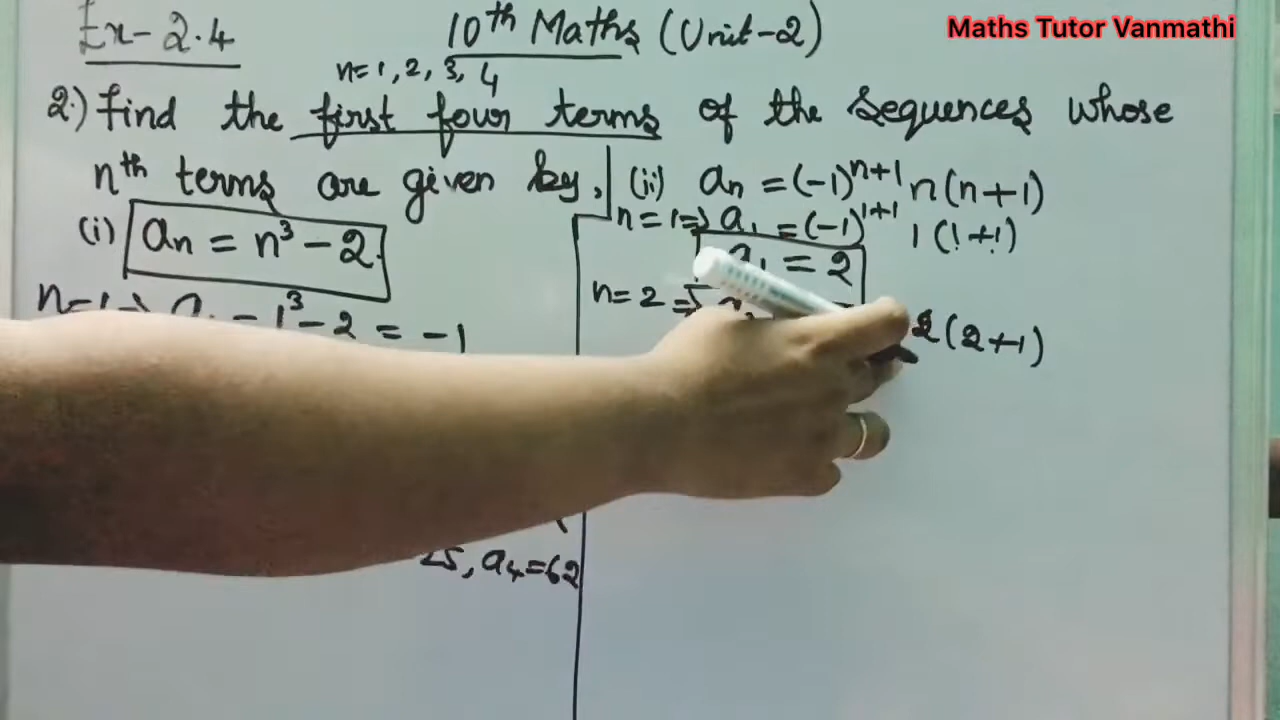 Ex-2.4
10th Maths (Unit-2)
Maths Tutor Vanmathi
n=1, 2, 3, 4
2.) find the first four terms of the sequences whose
nth terms are given by,
(i) an = n³ - 2.
n=1 1³ - 2 = -1
25, a4=62
(ii) an = (-1)^n+1 n(n+1)
n=1⇒ a1 = (-1)^1+1 1(1+1)
a1 = 2
n=2⇒ 2(2+1)